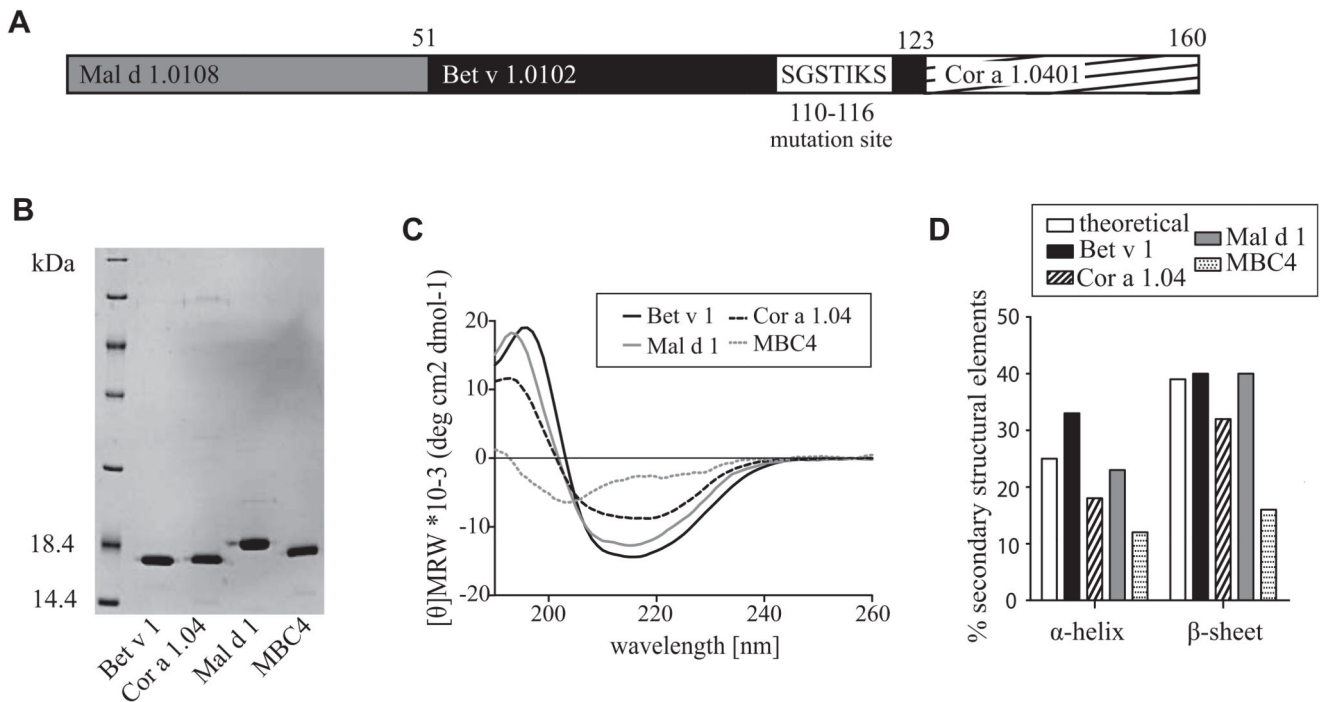 A
51
123
160
Mal d 1.0108
Bet v 1.0102
SGSTIKS
Cor a 1.0401
110-116
mutation site
B
kDa
18.4
14.4
Bet v 1
Cor a 1.04
Mal d 1
MBC4
C
Bet v 1
Cor a 1.04
Mal d 1
MBC4
[θ]MRW *10-3 (deg cm2 dmol-1)
20
10
0
-10
-20
200
220
240
260
wavelength [nm]
D
theoretical
Bet v 1
Cor a 1.04
Mal d 1
MBC4
% secondary structural elements
50
40
30
20
10
0
α-helix
β-sheet